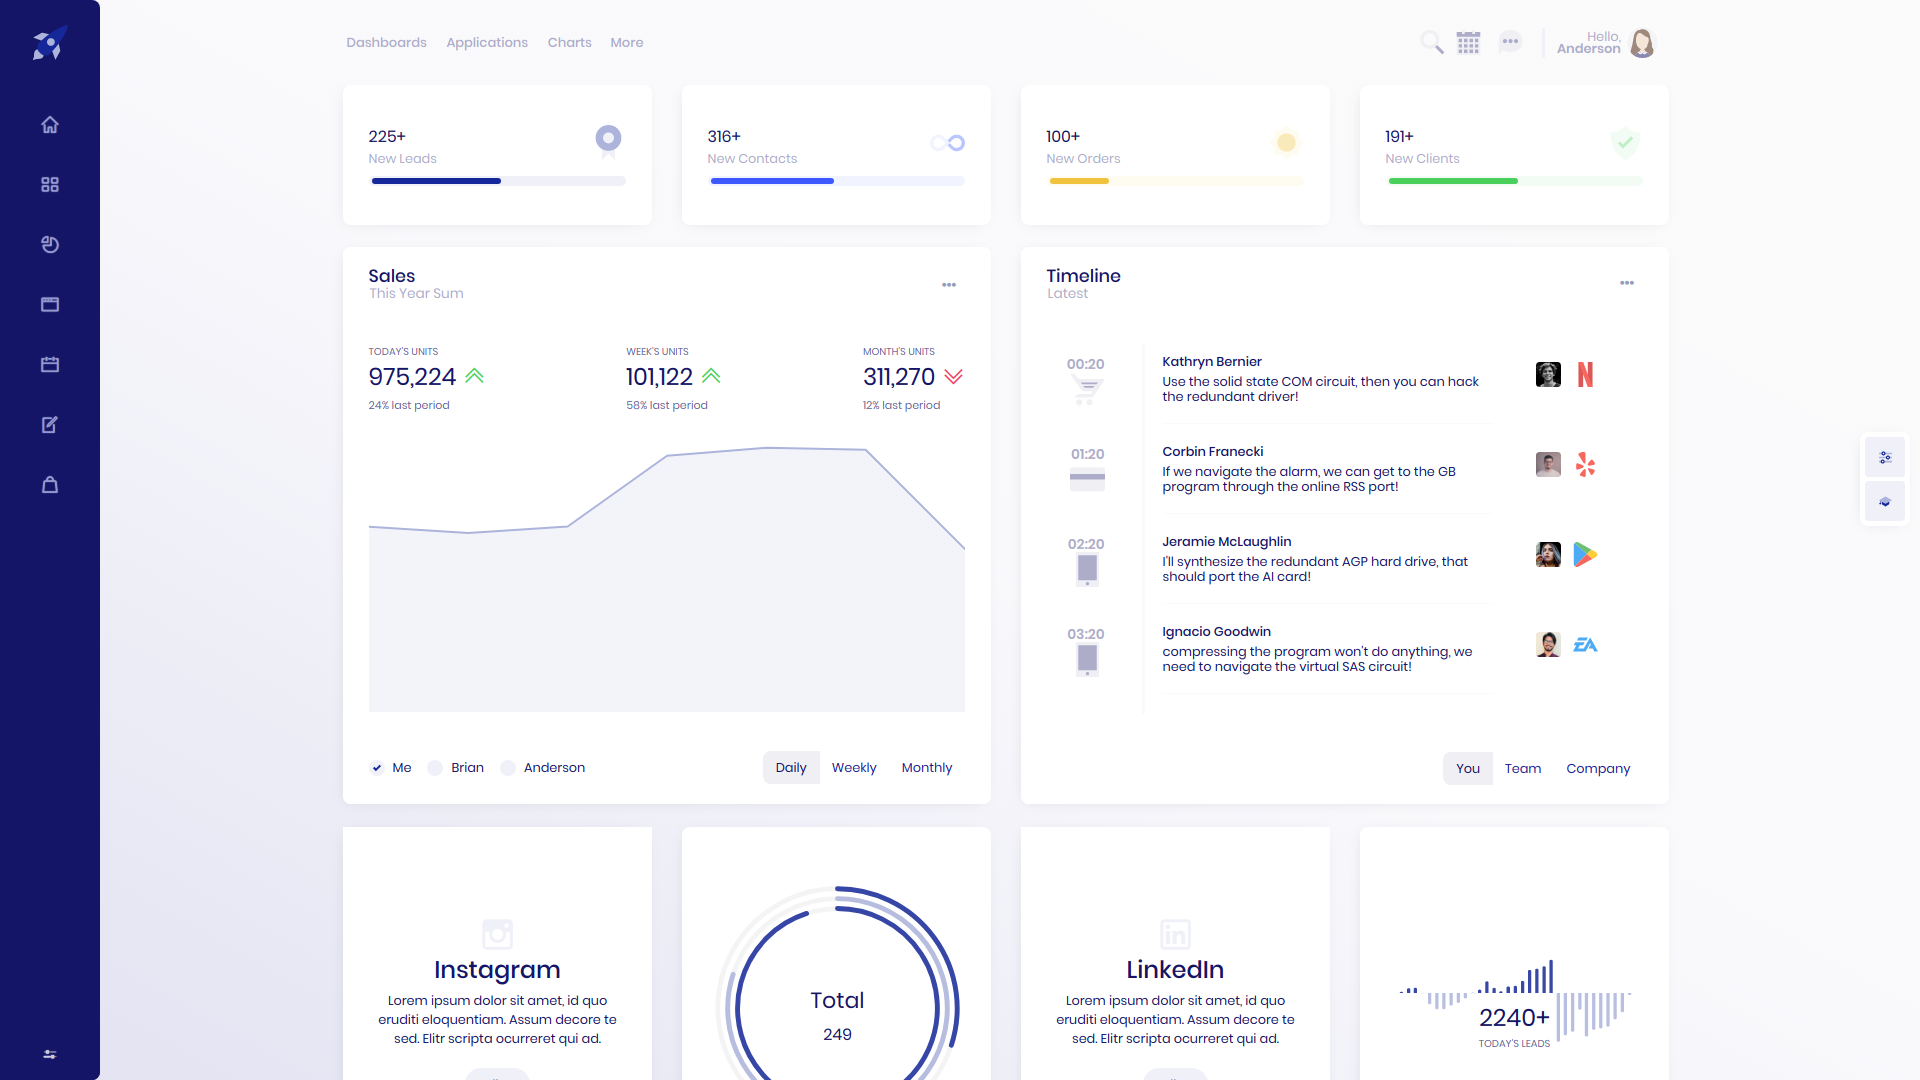 Dashboards Applications Charts More
Hello,
Anderson
225+
New Leads
316+
New Contacts
100+
New Orders
191+
New Clients
Sales
This Year Sum
TODAY'S UNITS
975,224
24% last period
WEEK'S UNITS
101,122
58% last period
MONTH'S UNITS
311,270
12% last period
Me Brian Anderson
Daily Weekly Monthly
Timeline
Latest
00:20
Kathryn Bernier
Use the solid state COM circuit, then you can hack
the redundant driver!
01:20
Corbin Franecki
If we navigate the alarm, we can get to the GB
program through the online RSS port!
02:20
Jeramie McLaughlin
I'll synthesize the redundant AGP hard drive, that
should port the AI card!
03:20
Ignacio Goodwin
compressing the program won't do anything, we
need to navigate the virtual SAS circuit!
EA
You Team Company
Instagram
Lorem ipsum dolor sit amet, id quo
eruditi eloquentiam. Assum decore te
sed. Elitr scripta ocurreret qui ad.
Total
249
in
LinkedIn
Lorem ipsum dolor sit amet, id quo
eruditi eloquentiam. Assum decore te
sed. Elitr scripta ocurreret qui ad.
2240+
TODAY'S LEADS